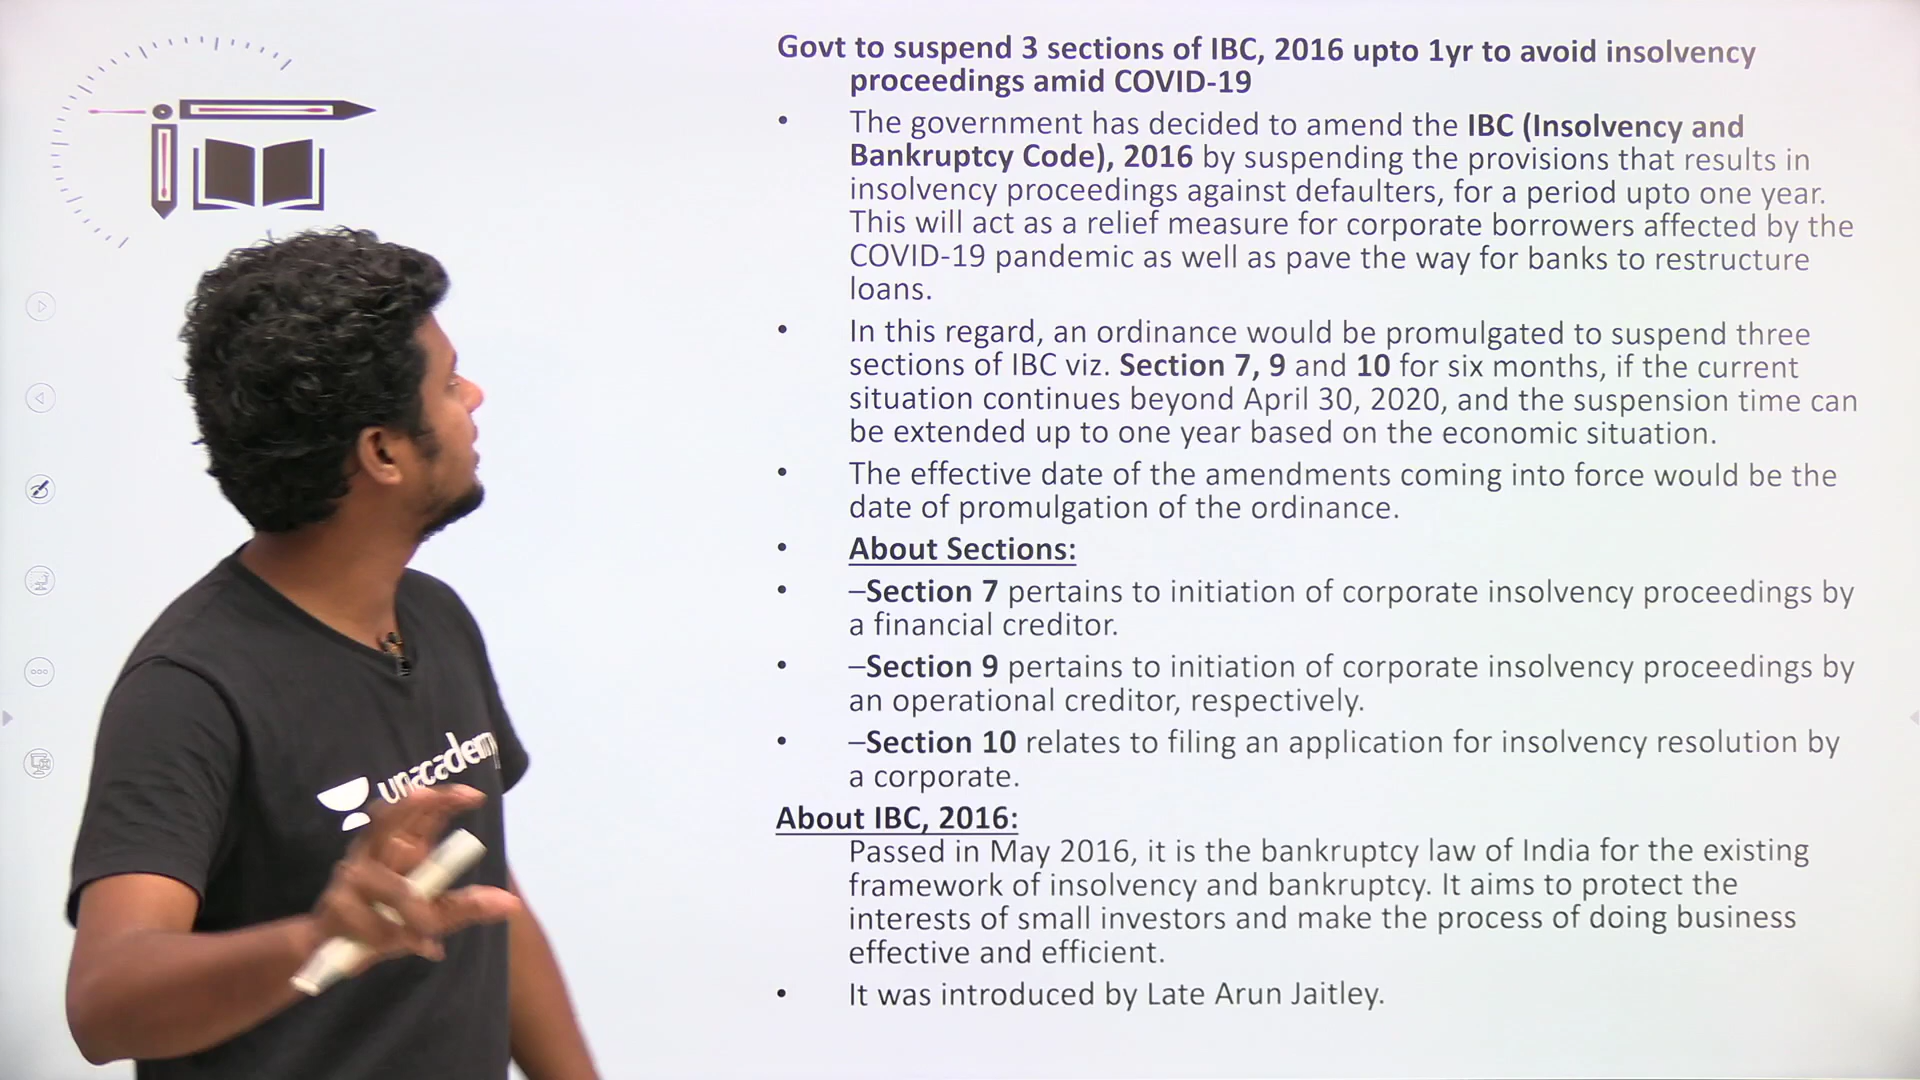 Govt to suspend 3 sections of IBC, 2016 upto 1yr to avoid insolvency
proceedings amid COVID-19
• The government has decided to amend the IBC (Insolvency and
Bankruptcy Code), 2016 by suspending the provisions that results in
insolvency proceedings against defaulters, for a period upto one year.
This will act as a relief measure for corporate borrowers affected by the
COVID-19 pandemic as well as pave the way for banks to restructure
loans.
• In this regard, an ordinance would be promulgated to suspend three
sections of IBC viz. Section 7, 9 and 10 for six months, if the current
situation continues beyond April 30, 2020, and the suspension time can
be extended up to one year based on the economic situation.
• The effective date of the amendments coming into force would be the
date of promulgation of the ordinance.
• About Sections:
• –Section 7 pertains to initiation of corporate insolvency proceedings by
a financial creditor.
• –Section 9 pertains to initiation of corporate insolvency proceedings by
an operational creditor, respectively.
• –Section 10 relates to filing an application for insolvency resolution by
a corporate.
About IBC, 2016:
Passed in May 2016, it is the bankruptcy law of India for the existing
framework of insolvency and bankruptcy. It aims to protect the
interests of small investors and make the process of doing business
effective and efficient.
• It was introduced by Late Arun Jaitley.
unacademy